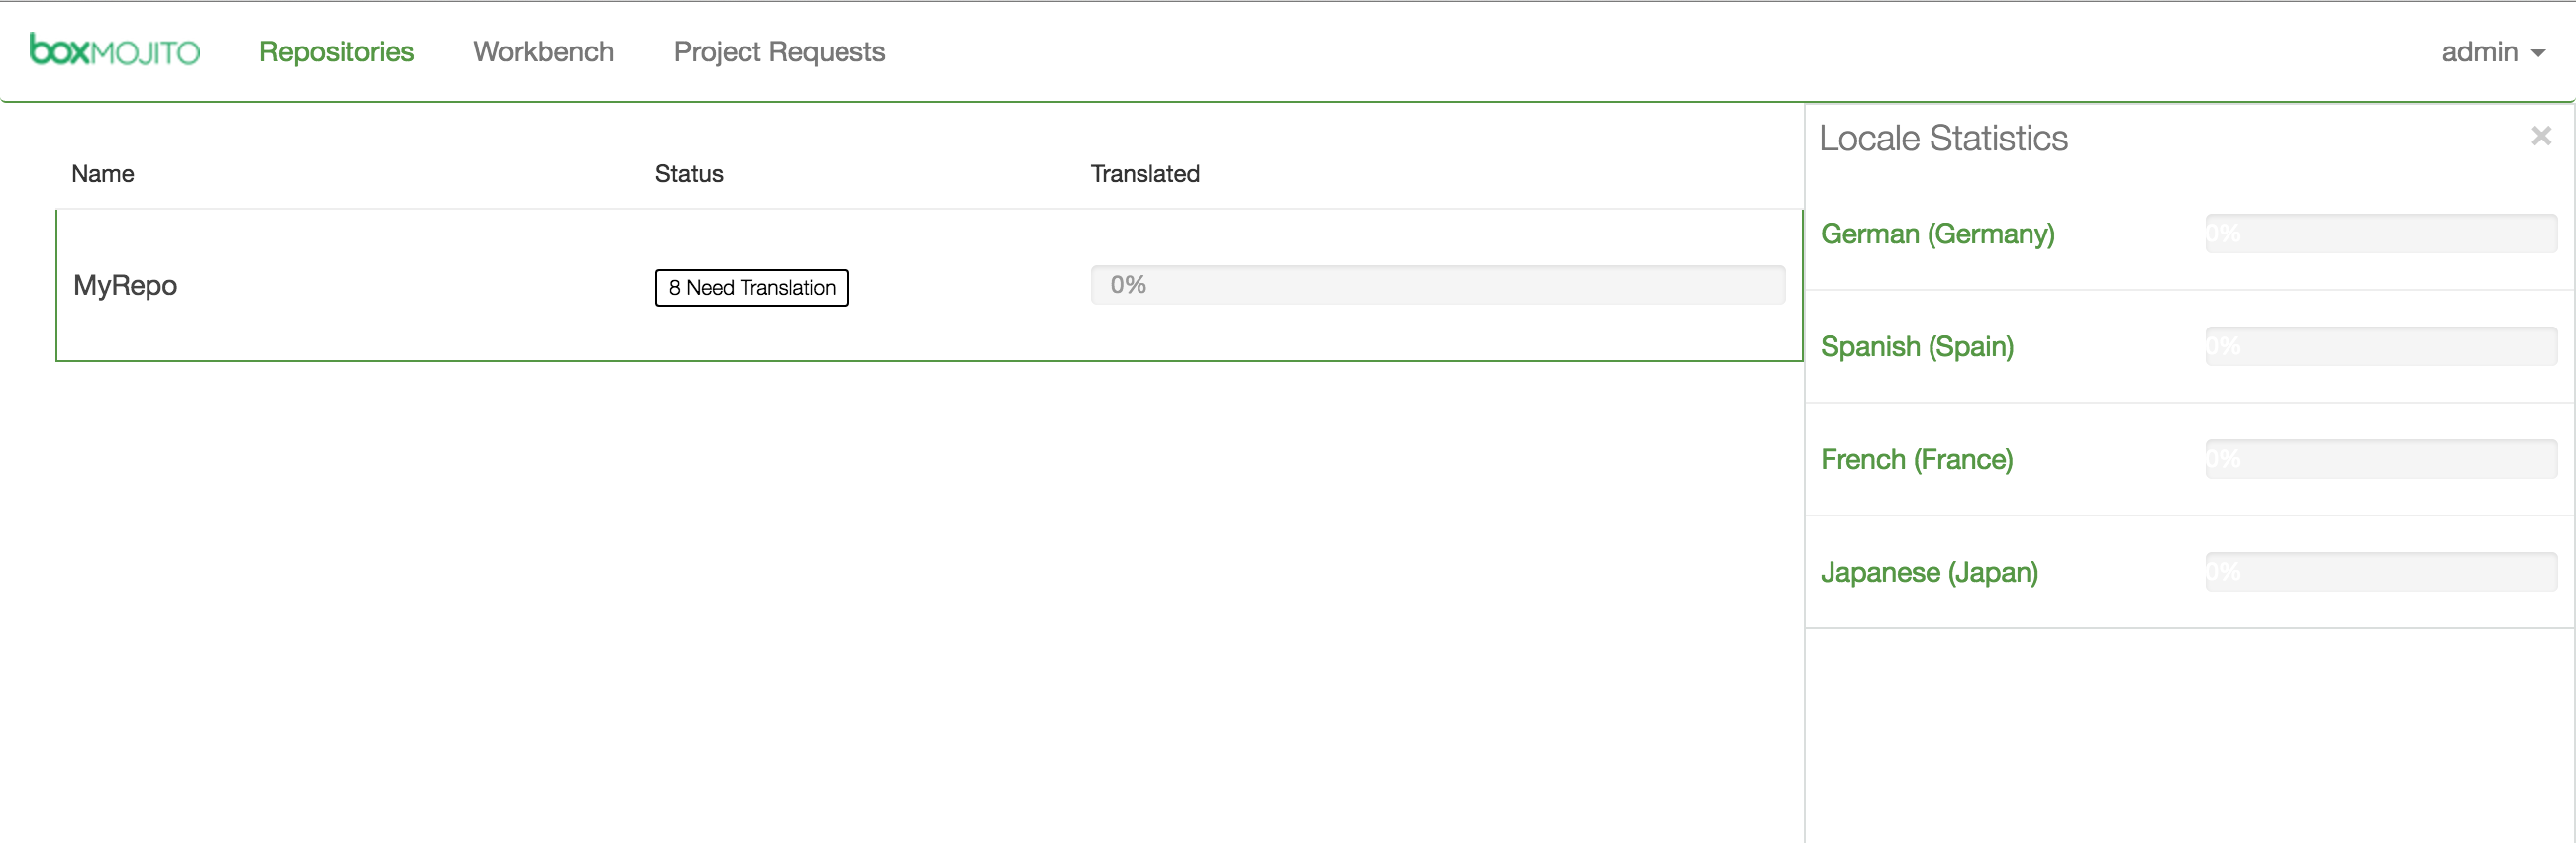 boxMOJITO Repositories Workbench Project Requests admin
Name Status Translated
MyRepo 8 Need Translation 0%
Locale Statistics ×
German (Germany) 0%
Spanish (Spain) 0%
French (France) 0%
Japanese (Japan) 0%